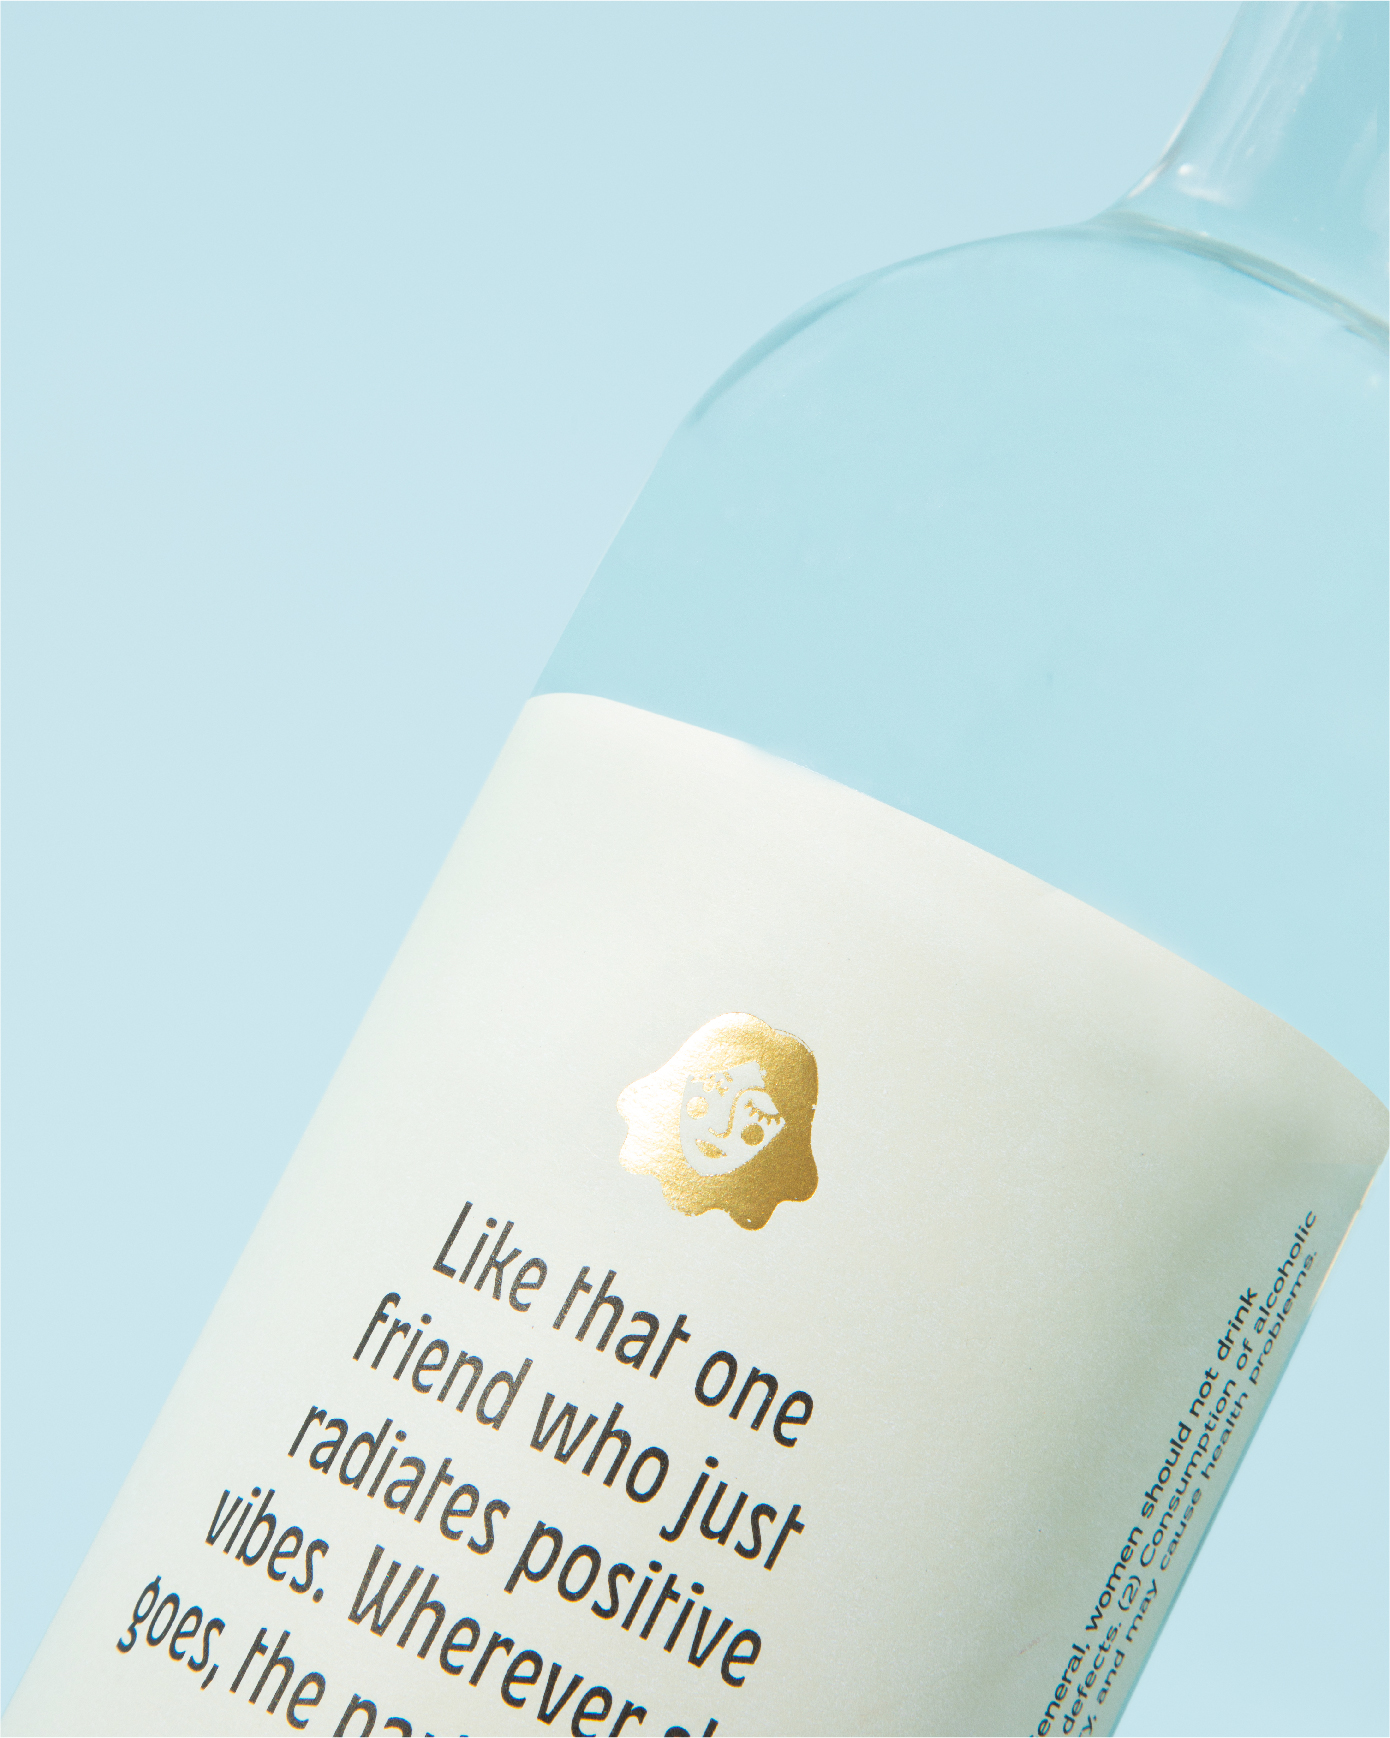 Like that one
friend who just
radiates positive
vibes. Wherever
goes, the
women should not drink
defects. (2) Consumption of alcoholic
and may cause health problems.